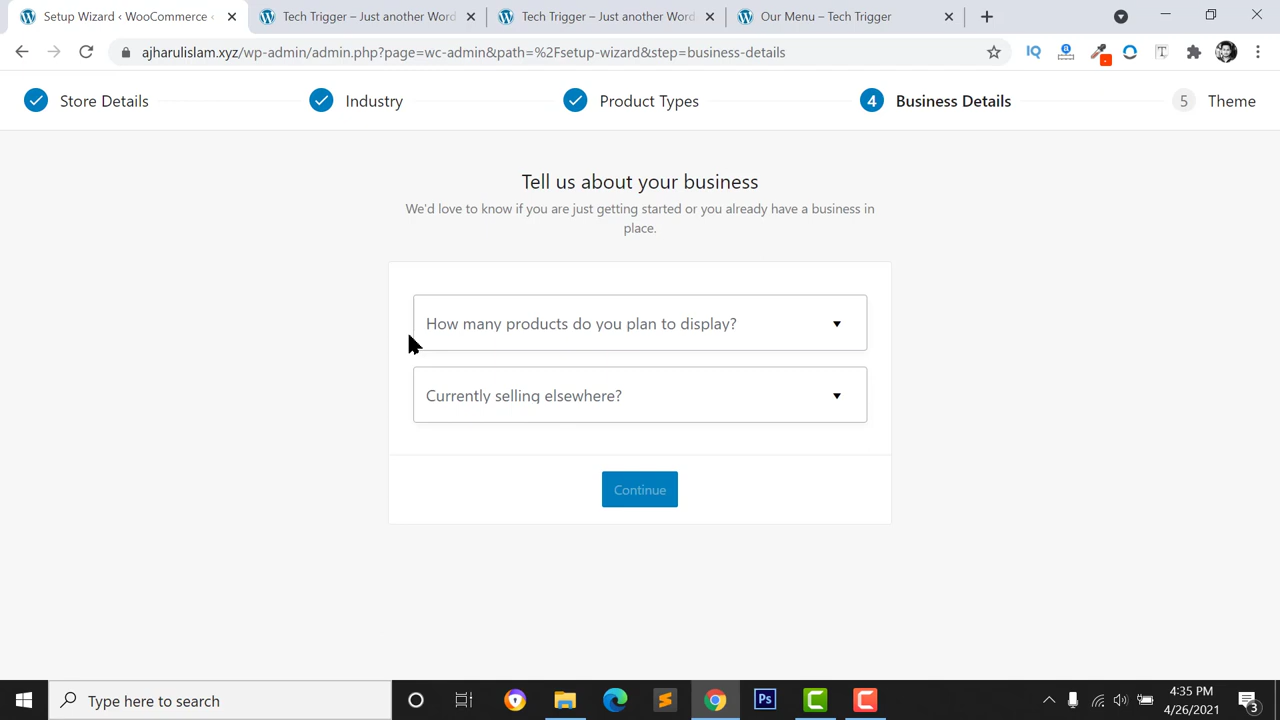 Setup Wizard ‹ WooCommerce ‹
Tech Trigger – Just another Word
Tech Trigger – Just another Word
Our Menu – Tech Trigger
ajharulislam.xyz/wp-admin/admin.php?page=wc-admin&path=%2Fsetup-wizard&step=business-details
Store Details
Industry
Product Types
4 Business Details
5 Theme
Tell us about your business
We'd love to know if you are just getting started or you already have a business in
place.
How many products do you plan to display?
Currently selling elsewhere?
Continue
Type here to search
4:35 PM
4/26/2021
3